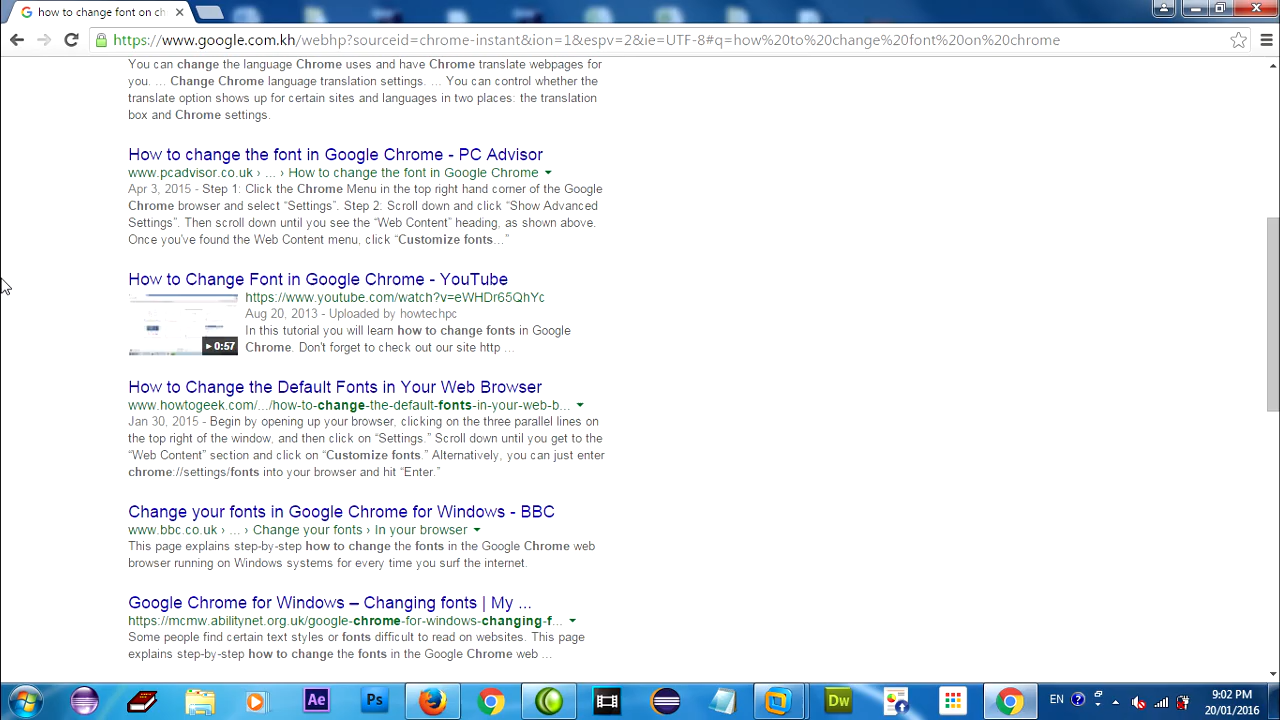 how to change font on ch
https://www.google.com.kh/webhp?sourceid=chrome-instant&ion=1&espv=2&ie=UTF-8#q=how%20to%20change%20font%20on%20chrome
You can change the language Chrome uses and have Chrome translate webpages for
you. ... Change Chrome language translation settings. ... You can control whether the
translate option shows up for certain sites and languages in two places: the translation
box and Chrome settings.
How to change the font in Google Chrome - PC Advisor
www.pcadvisor.co.uk › ... › How to change the font in Google Chrome
Apr 3, 2015 - Step 1: Click the Chrome Menu in the top right hand corner of the Google
Chrome browser and select “Settings”. Step 2: Scroll down and click “Show Advanced
Settings”. Then scroll down until you see the “Web Content” heading, as shown above.
Once you've found the Web Content menu, click “Customize fonts...”
How to Change Font in Google Chrome - YouTube
https://www.youtube.com/watch?v=eWHDr65QhYc
Aug 20, 2013 - Uploaded by howtechpc
In this tutorial you will learn how to change fonts in Google
Chrome. Don't forget to check out our site http ...
0:57
How to Change the Default Fonts in Your Web Browser
www.howtogeek.com/.../how-to-change-the-default-fonts-in-your-web-b...
Jan 30, 2015 - Begin by opening up your browser, clicking on the three parallel lines on
the top right of the window, and then click on “Settings.” Scroll down until you get to the
“Web Content” section and click on “Customize fonts.” Alternatively, you can just enter
chrome://settings/fonts into your browser and hit “Enter.”
Change your fonts in Google Chrome for Windows - BBC
www.bbc.co.uk › ... › Change your fonts › In your browser
This page explains step-by-step how to change the fonts in the Google Chrome web
browser running on Windows systems for every time you surf the internet.
Google Chrome for Windows – Changing fonts | My ...
https://mcmw.abilitynet.org.uk/google-chrome-for-windows-changing-f...
Some people find certain text styles or fonts difficult to read on websites. This page
explains step-by-step how to change the fonts in the Google Chrome web ...
Ae
Ps
Dw
EN
9:02 PM
20/01/2016